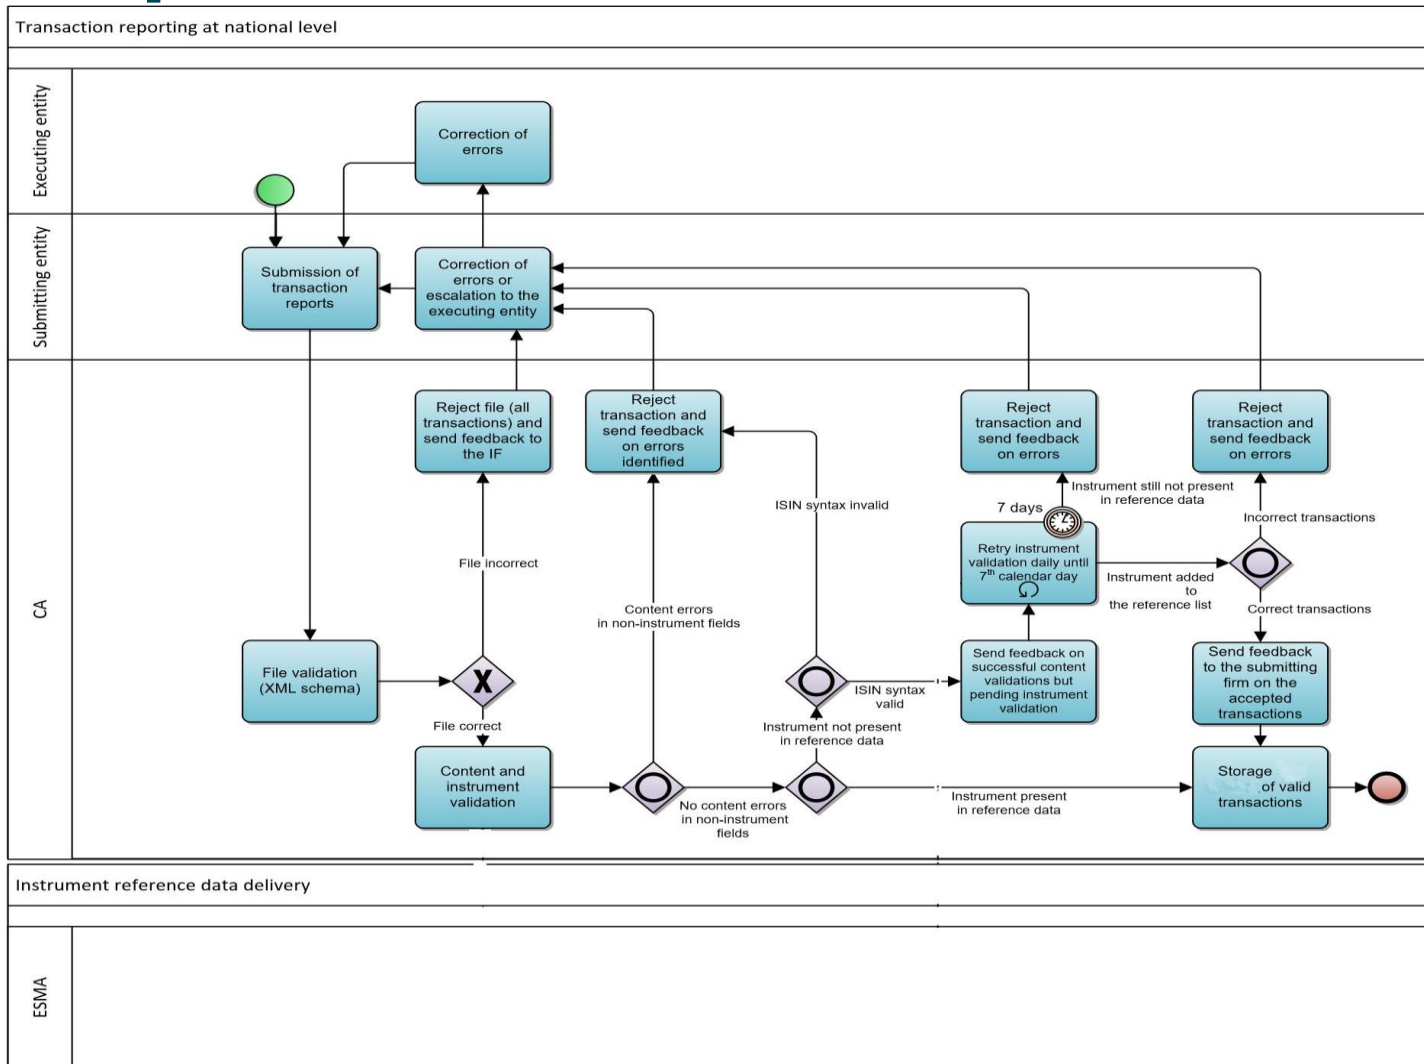 Transaction reporting at national level
Executing entity
Correction of
errors
Submitting entity
Submission of
transaction
reports
Correction of
errors or
escalation to the
executing entity
CA
Reject file (all
transactions) and
send feedback to
the IF
Reject
transaction and
send feedback
on errors
identified
Reject
transaction and
send feedback
on errors
Reject
transaction and
send feedback
on errors
ISIN syntax invalid
Instrument still not present
in reference data
7 days
Incorrect transactions
File incorrect
Retry instrument
validation daily until
7th calendar day
Instrument added
to
the reference list
Content errors
in non-instrument fields
Correct transactions
File validation
(XML schema)
X
ISIN syntax
valid
Send feedback on
successful content
validations but
pending instrument
validation
Send feedback
to the submitting
firm on the
accepted
transactions
File correct
Instrument not present
in reference data
Content and
instrument
validation
No content errors
in non-instrument
fields
Instrument present
in reference data
Storage
of valid
transactions
Instrument reference data delivery
ESMA